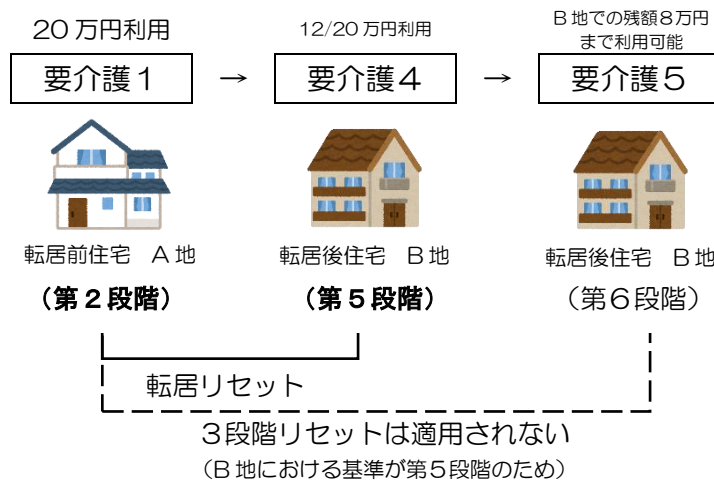 20万円利用
12/20万円利用
B地での残額8万円
まで利用可能
要介護1 → 要介護4 → 要介護5
転居前住宅 A地
転居後住宅 B地
転居後住宅 B地
(第2段階)
(第5段階)
(第6段階)
転居リセット
3段階リセットは適用されない
(B地における基準が第5段階のため)